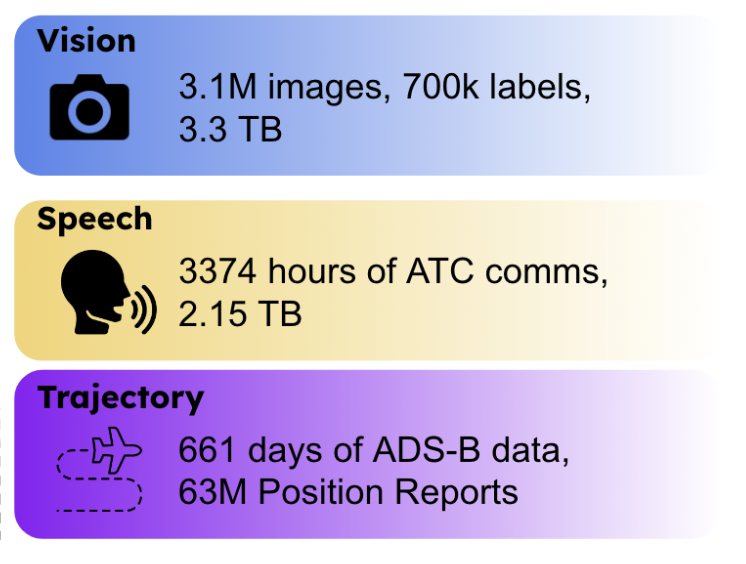 Vision
3.1M images, 700k labels,
3.3 TB
Speech
3374 hours of ATC comms,
2.15 TB
Trajectory
661 days of ADS-B data,
63M Position Reports